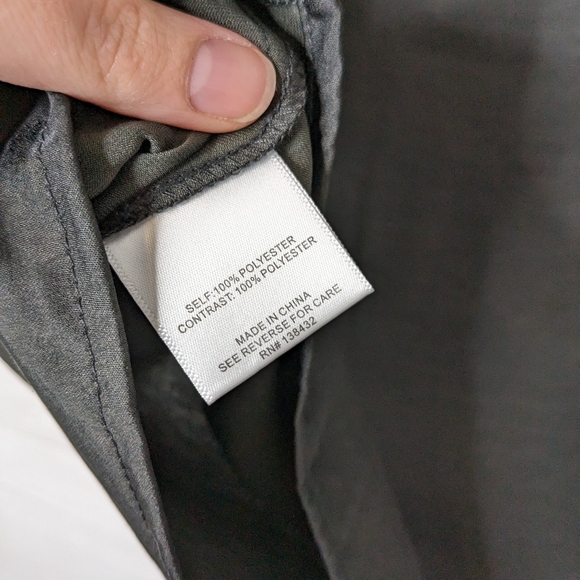 SELF:100% POLYESTER
CONTRAST: 100% POLYESTER
MADE IN CHINA
SEE REVERSE FOR CARE
RN# 138432